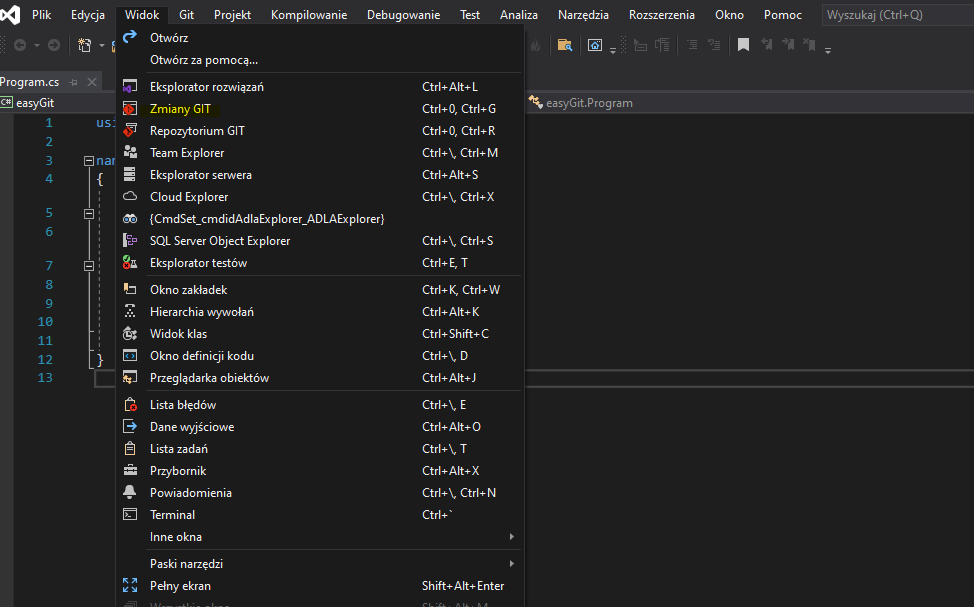 Plik Edycja Widok Git Projekt Kompilowanie Debugowanie Test Analiza Narzędzia Rozszerzenia Okno Pomoc Wyszukaj (Ctrl+Q)
Program.cs
C# easyGit
easyGit.Program
Otwórz
Otwórz za pomocą...
Eksplorator rozwiązań Ctrl+Alt+L
Zmiany GIT Ctrl+0, Ctrl+G
Repozytorium GIT Ctrl+0, Ctrl+R
Team Explorer Ctrl+\, Ctrl+M
Eksplorator serwera Ctrl+Alt+S
Cloud Explorer Ctrl+\, Ctrl+X
{CmdSet_cmdidAdlaExplorer_ADLAExplorer}
SQL Server Object Explorer Ctrl+\, Ctrl+S
Eksplorator testów Ctrl+E, T
Okno zakładek Ctrl+K, Ctrl+W
Hierarchia wywołań Ctrl+Alt+K
Widok klas Ctrl+Shift+C
Okno definicji kodu Ctrl+\, D
Przeglądarka obiektów Ctrl+Alt+J
Lista błędów Ctrl+\, E
Dane wyjściowe Ctrl+Alt+O
Lista zadań Ctrl+\, T
Przybornik Ctrl+Alt+X
Powiadomienia Ctrl+\, Ctrl+N
Terminal Ctrl+`
Inne okna
Paski narzędzi
Pełny ekran Shift+Alt+Enter
1 usi
2
3 nam
4 {
5
6
7
8
9
10
11
12 }
13